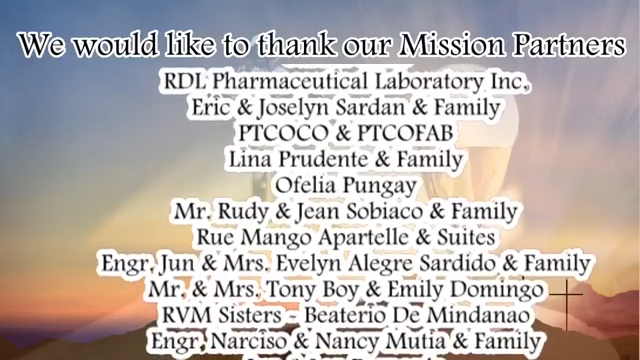 We would like to thank our Mission Partners
RDL Pharmaceutical Laboratory Inc.
Eric & Joselyn Sardan & Family
PTCOCO & PTCOFAB
Lina Prudente & Family
Ofelia Pungay
Mr. Rudy & Jean Sobiaco & Family
Rue Mango Apartelle & Suites
Engr. Jun & Mrs. Evelyn Alegre Sardido & Family
Mr. & Mrs. Tony Boy & Emily Domingo
RVM Sisters - Beaterio De Mindanao
Engr. Narciso & Nancy Mutia & Family